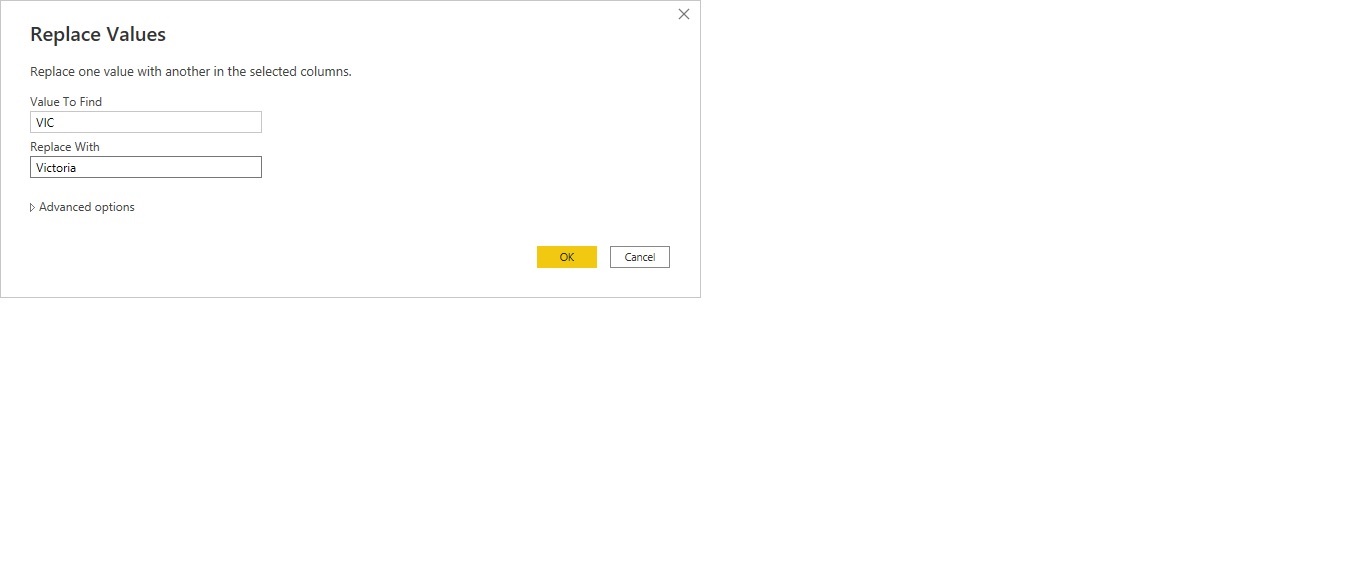 Replace Values
Replace one value with another in the selected columns.
Value To Find
VIC
Replace With
Victoria
Advanced options
OK
Cancel